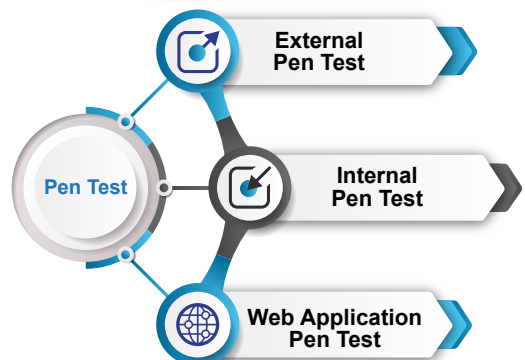 External
Pen Test
Pen Test
Internal
Pen Test
Web Application
Pen Test